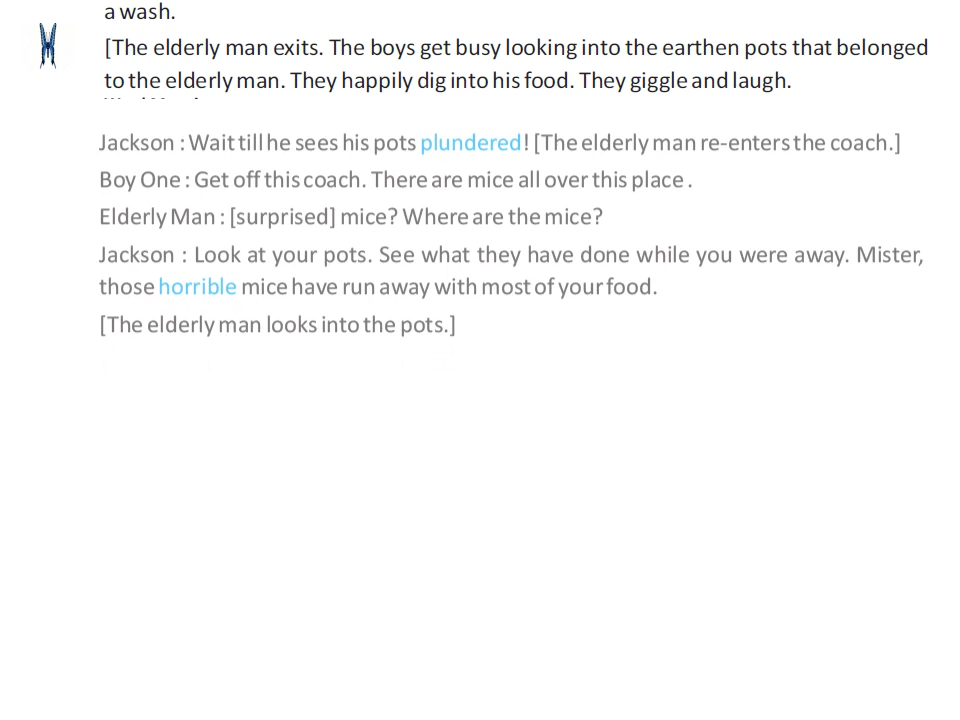 a wash.
[The elderly man exits. The boys get busy looking into the earthen pots that belonged
to the elderly man. They happily dig into his food. They giggle and laugh.
Jackson : Wait till he sees his pots plundered! [The elderly man re-enters the coach.]
Boy One : Get off this coach. There are mice all over this place .
Elderly Man : [surprised] mice? Where are the mice?
Jackson : Look at your pots. See what they have done while you were away. Mister,
those horrible mice have run away with most of your food.
[The elderly man looks into the pots.]